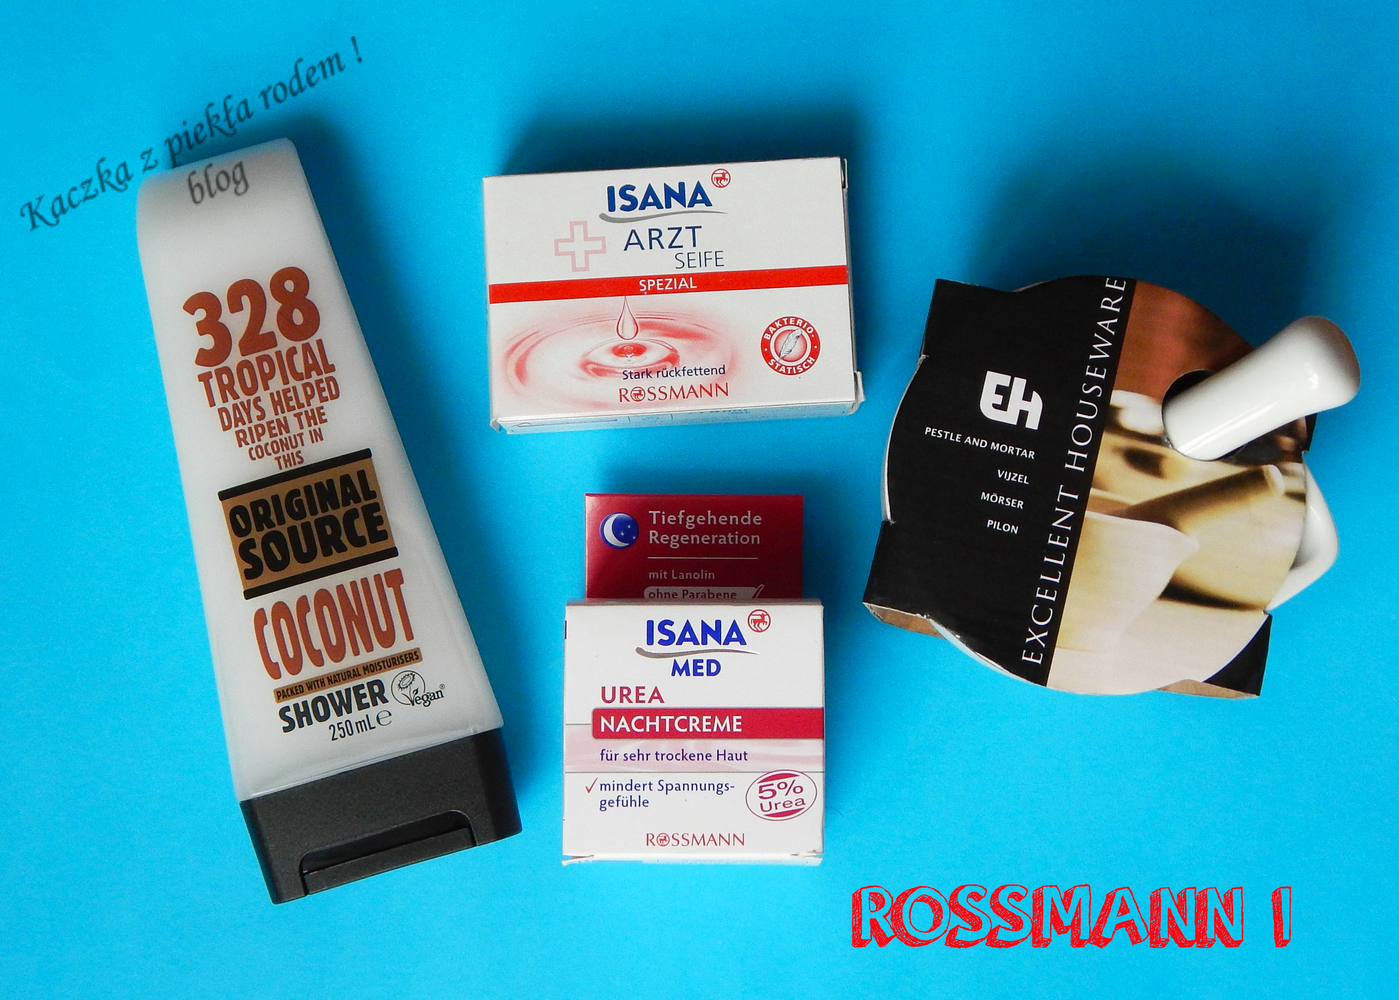 Kaczka z piekła rodem !
blog
328
TROPICAL
DAYS HELPED
RIPEN THE
COCONUT IN
THIS
ORIGINAL
SOURCE
COCONUT
PACKED WITH NATURAL MOISTURISERS
SHOWER
Vegan®
250 mL ℮
ISANA
ARZT
SEIFE
SPEZIAL
BAKTERIO-
STATISCH
Stark rückfettend
ROSSMANN
Tiefgehende
Regeneration
mit Lanolin
ohne Parabene
ISANA
MED
UREA
NACHTCREME
für sehr trockene Haut
✓ mindert Spannungs-
gefühle
5%
Urea
ROSSMANN
EH
PESTLE AND MORTAR
VIJZEL
MÖRSER
PILON
EXCELLENT HOUSEWARE
ROSSMANN I